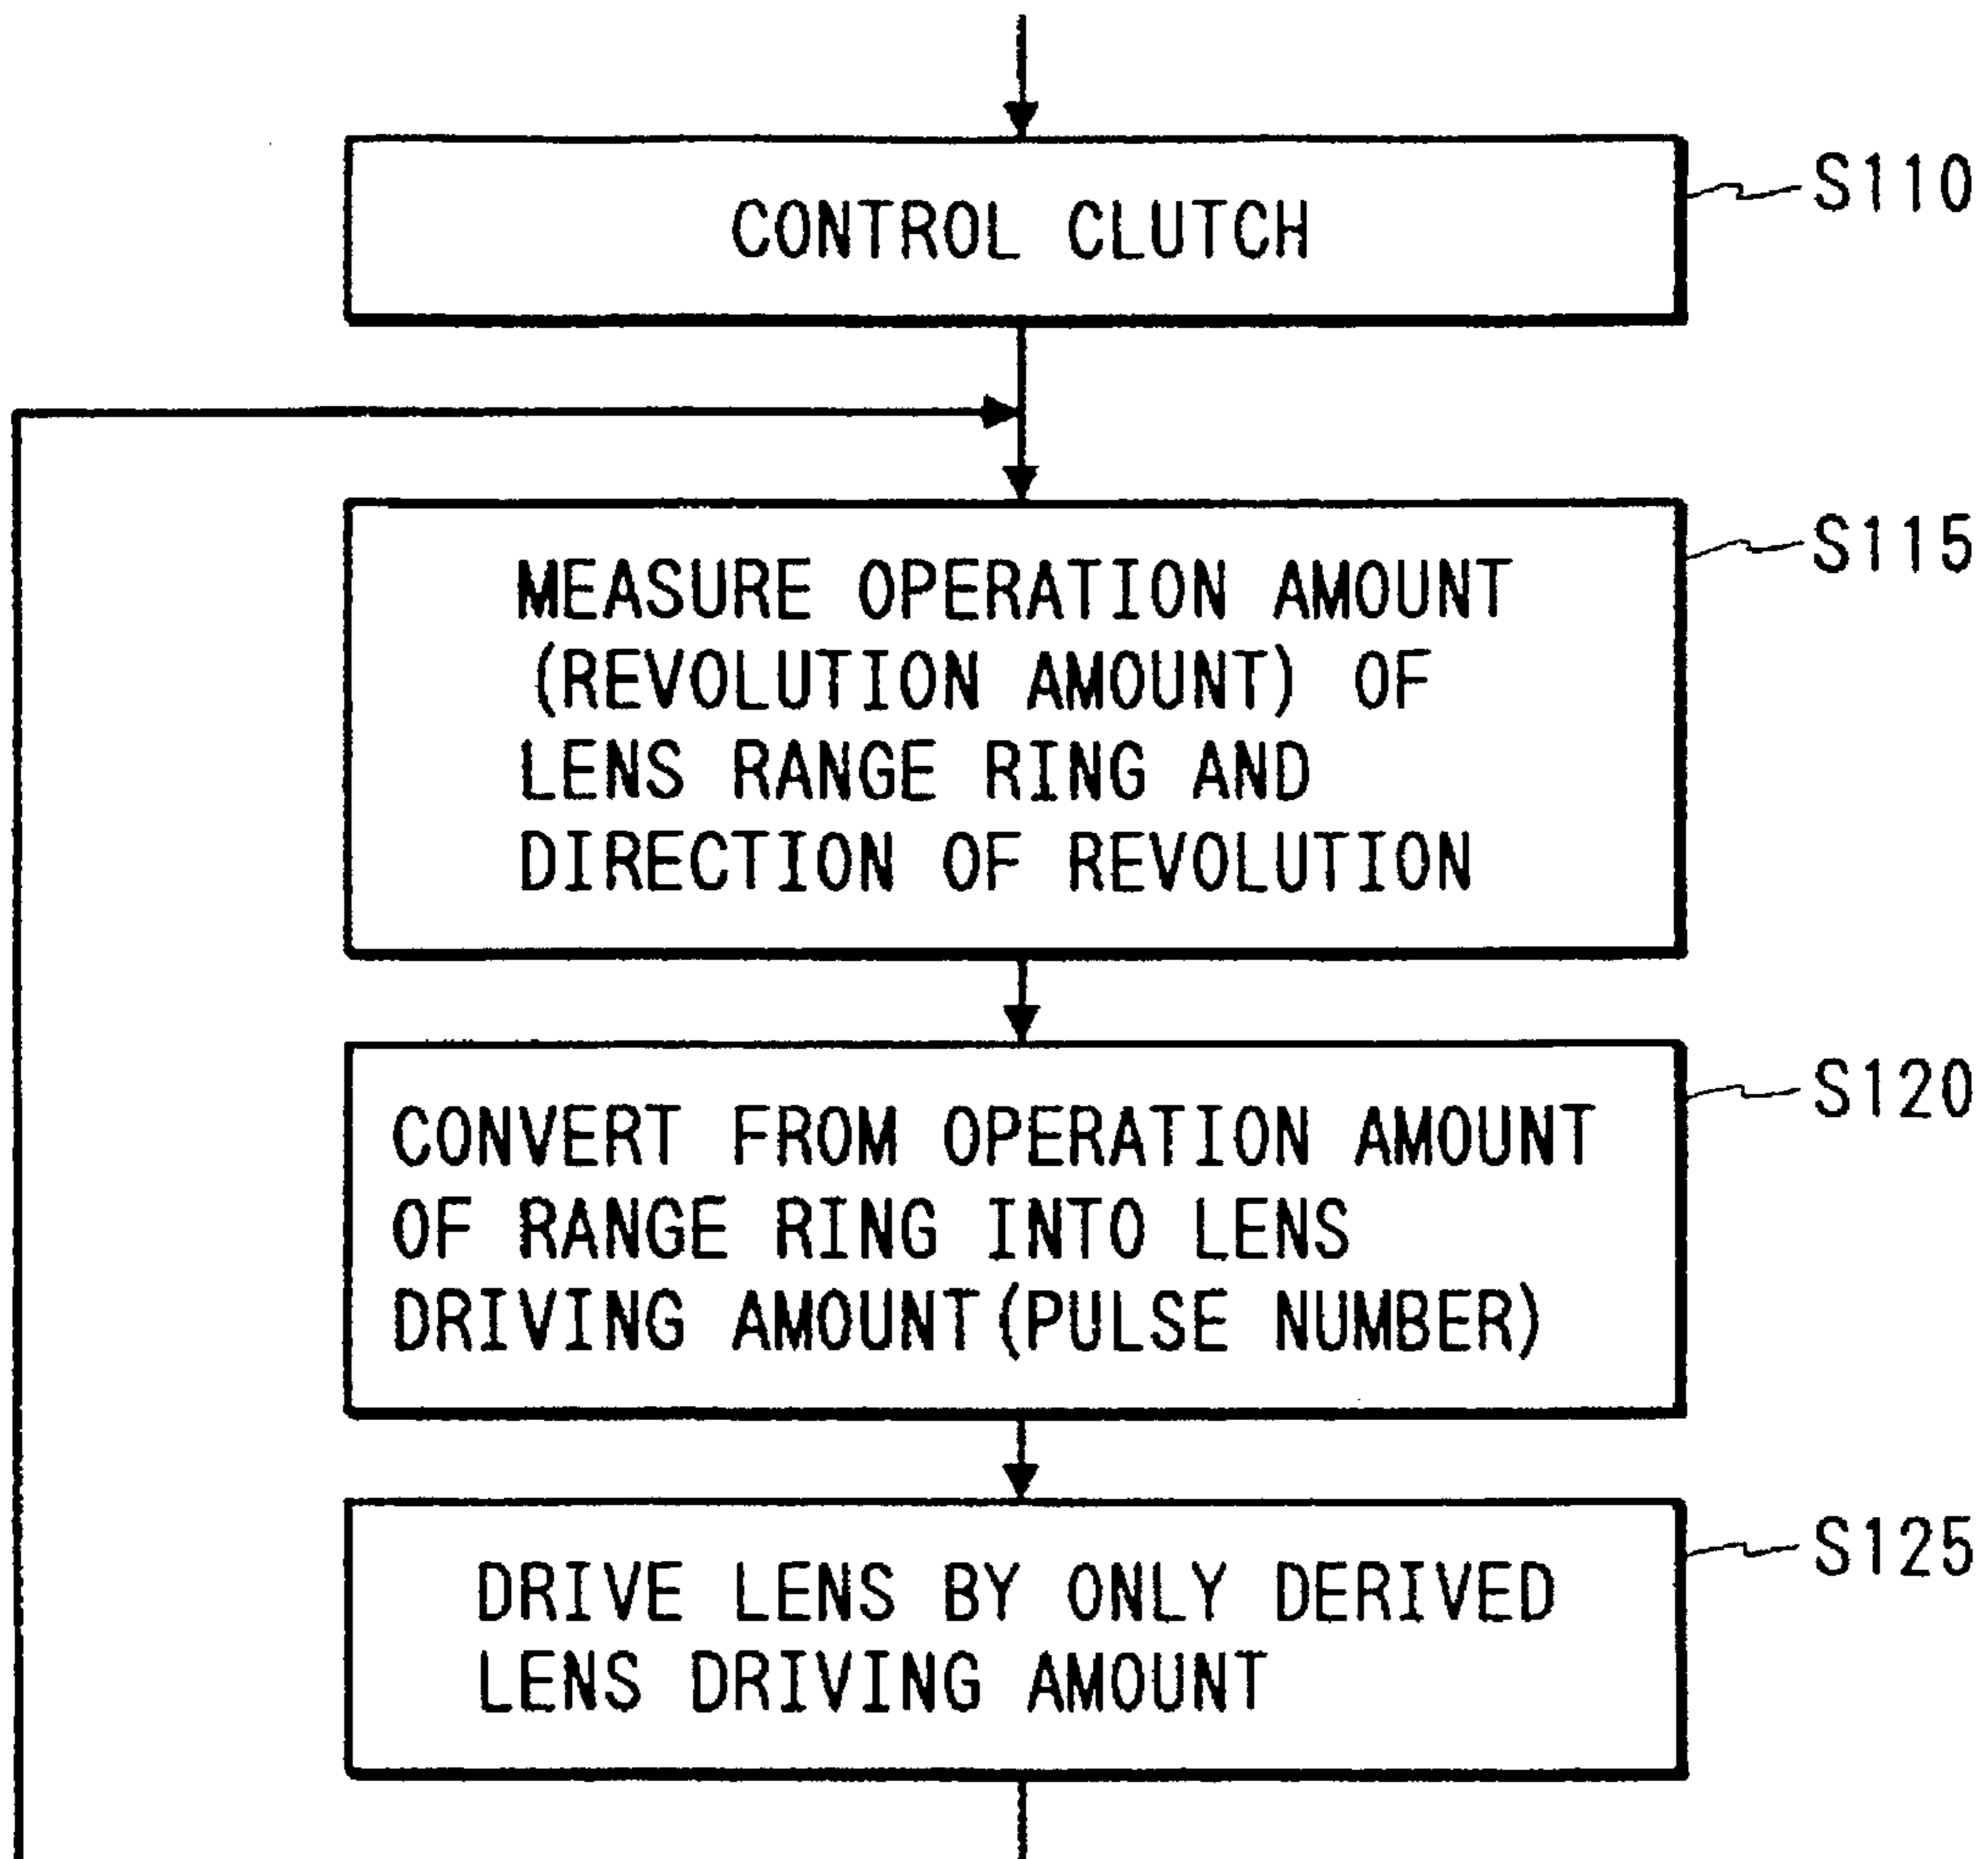 CONTROL CLUTCH
S110
MEASURE OPERATION AMOUNT
(REVOLUTION AMOUNT) OF
LENS RANGE RING AND
DIRECTION OF REVOLUTION
S115
CONVERT FROM OPERATION AMOUNT
OF RANGE RING INTO LENS
DRIVING AMOUNT(PULSE NUMBER)
S120
DRIVE LENS BY ONLY DERIVED
LENS DRIVING AMOUNT
S125